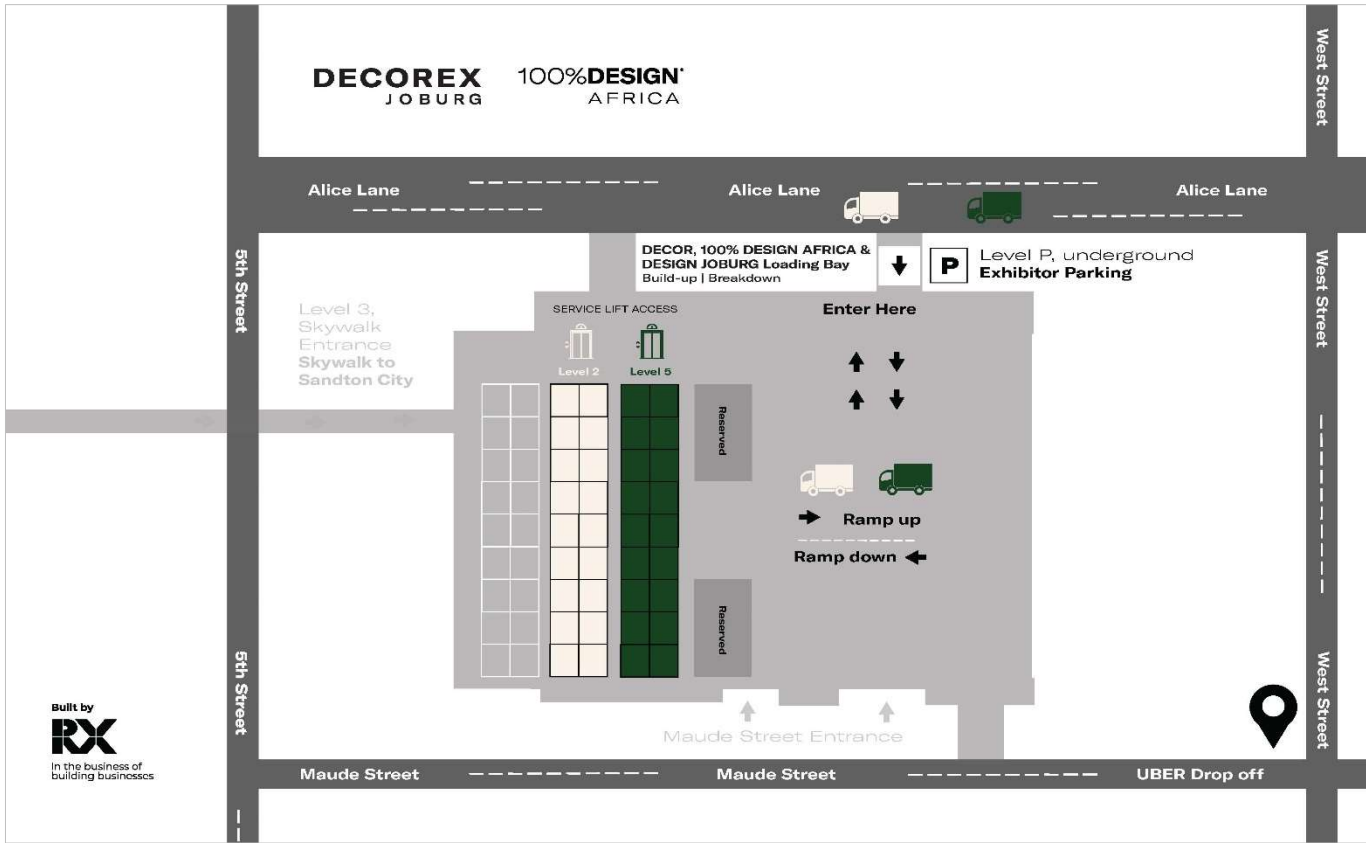 DECOREX
JOBURG
100%DESIGN
AFRICA
West Street
Alice Lane
Alice Lane
Alice Lane
5th Street
DECOR, 100% DESIGN AFRICA &
DESIGN JOBURG Loading Bay
Build-up | Breakdown
P
Level P, underground
Exhibitor Parking
West Street
Level 3,
Skywalk
Entrance
Skywalk to
Sandton City
SERVICE LIFT ACCESS
Enter Here
Level 2
Level 5
Reserved
Ramp up
Ramp down
Reserved
5th Street
West Street
Built by
RX
In the business of
building businesses
Maude Street Entrance
Maude Street
Maude Street
UBER Drop off